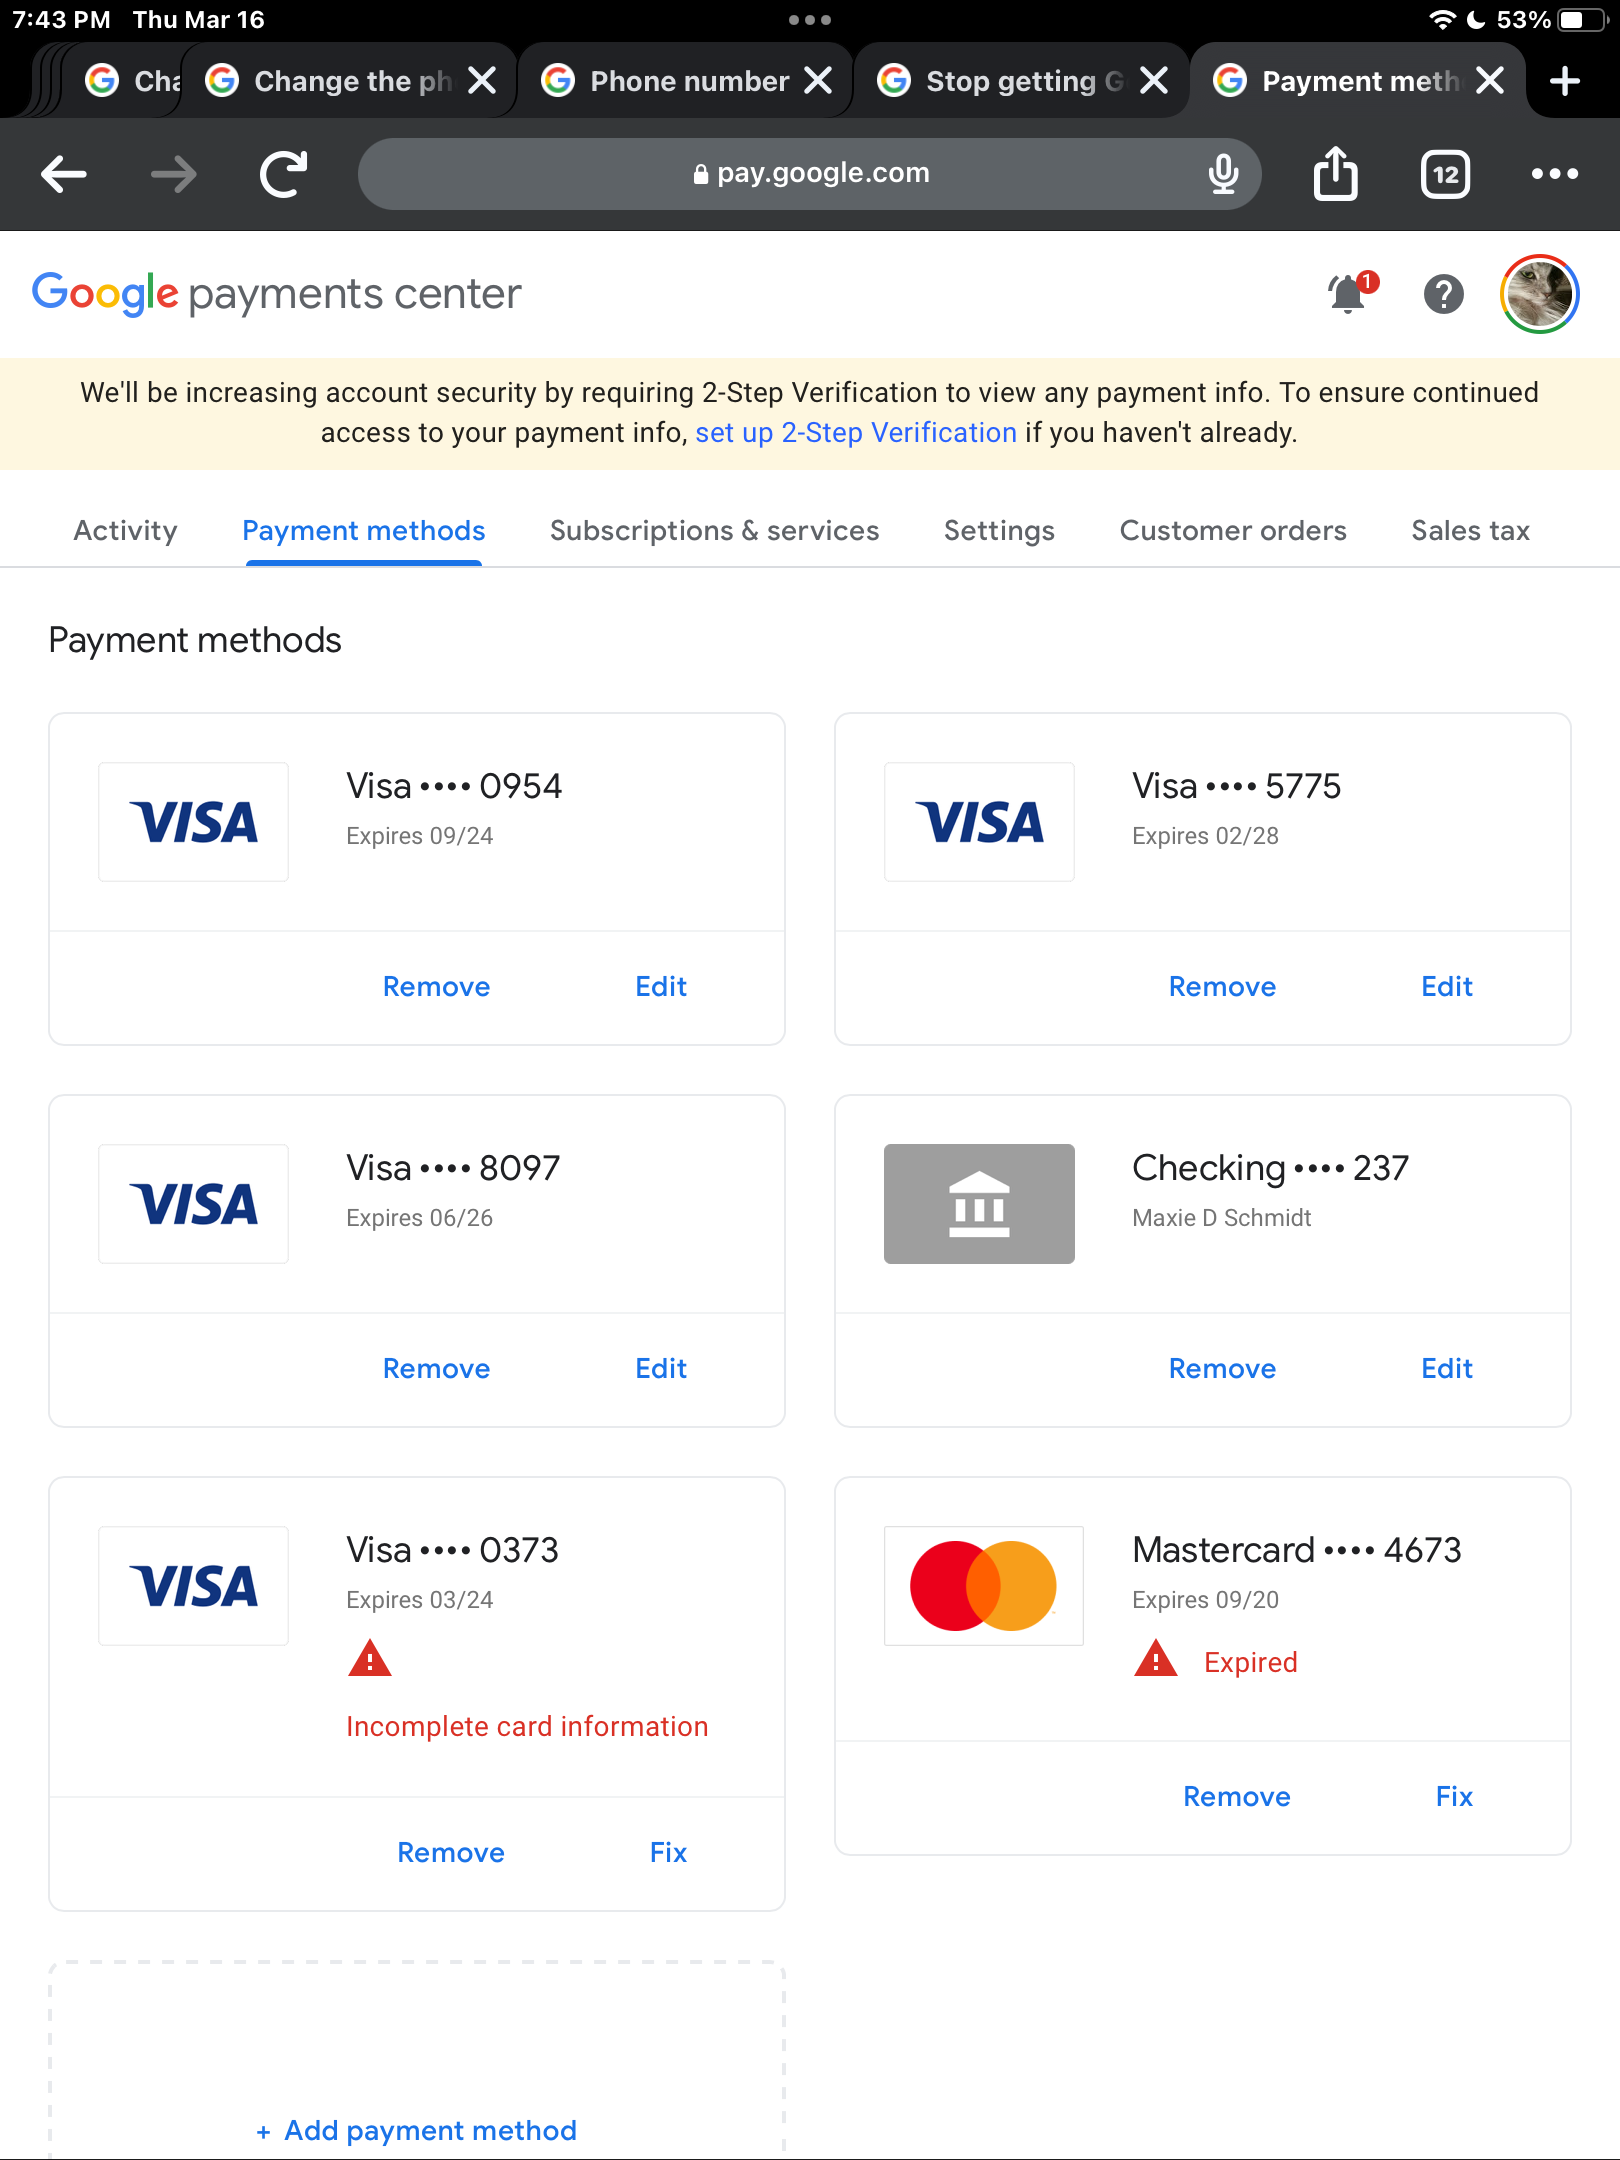 7:43 PM Thu Mar 16 53%
Cha Change the ph Phone number Stop getting G Payment meth
pay.google.com 12
Google payments center 1
We'll be increasing account security by requiring 2-Step Verification to view any payment info. To ensure continued
access to your payment info, set up 2-Step Verification if you haven't already.
Activity Payment methods Subscriptions & services Settings Customer orders Sales tax
Payment methods
VISA Visa •••• 0954
Expires 09/24
Remove Edit
VISA Visa •••• 5775
Expires 02/28
Remove Edit
VISA Visa •••• 8097
Expires 06/26
Remove Edit
Checking •••• 237
Maxie D Schmidt
Remove Edit
VISA Visa •••• 0373
Expires 03/24
Incomplete card information
Remove Fix
Mastercard •••• 4673
Expires 09/20
Expired
Remove Fix
+ Add payment method